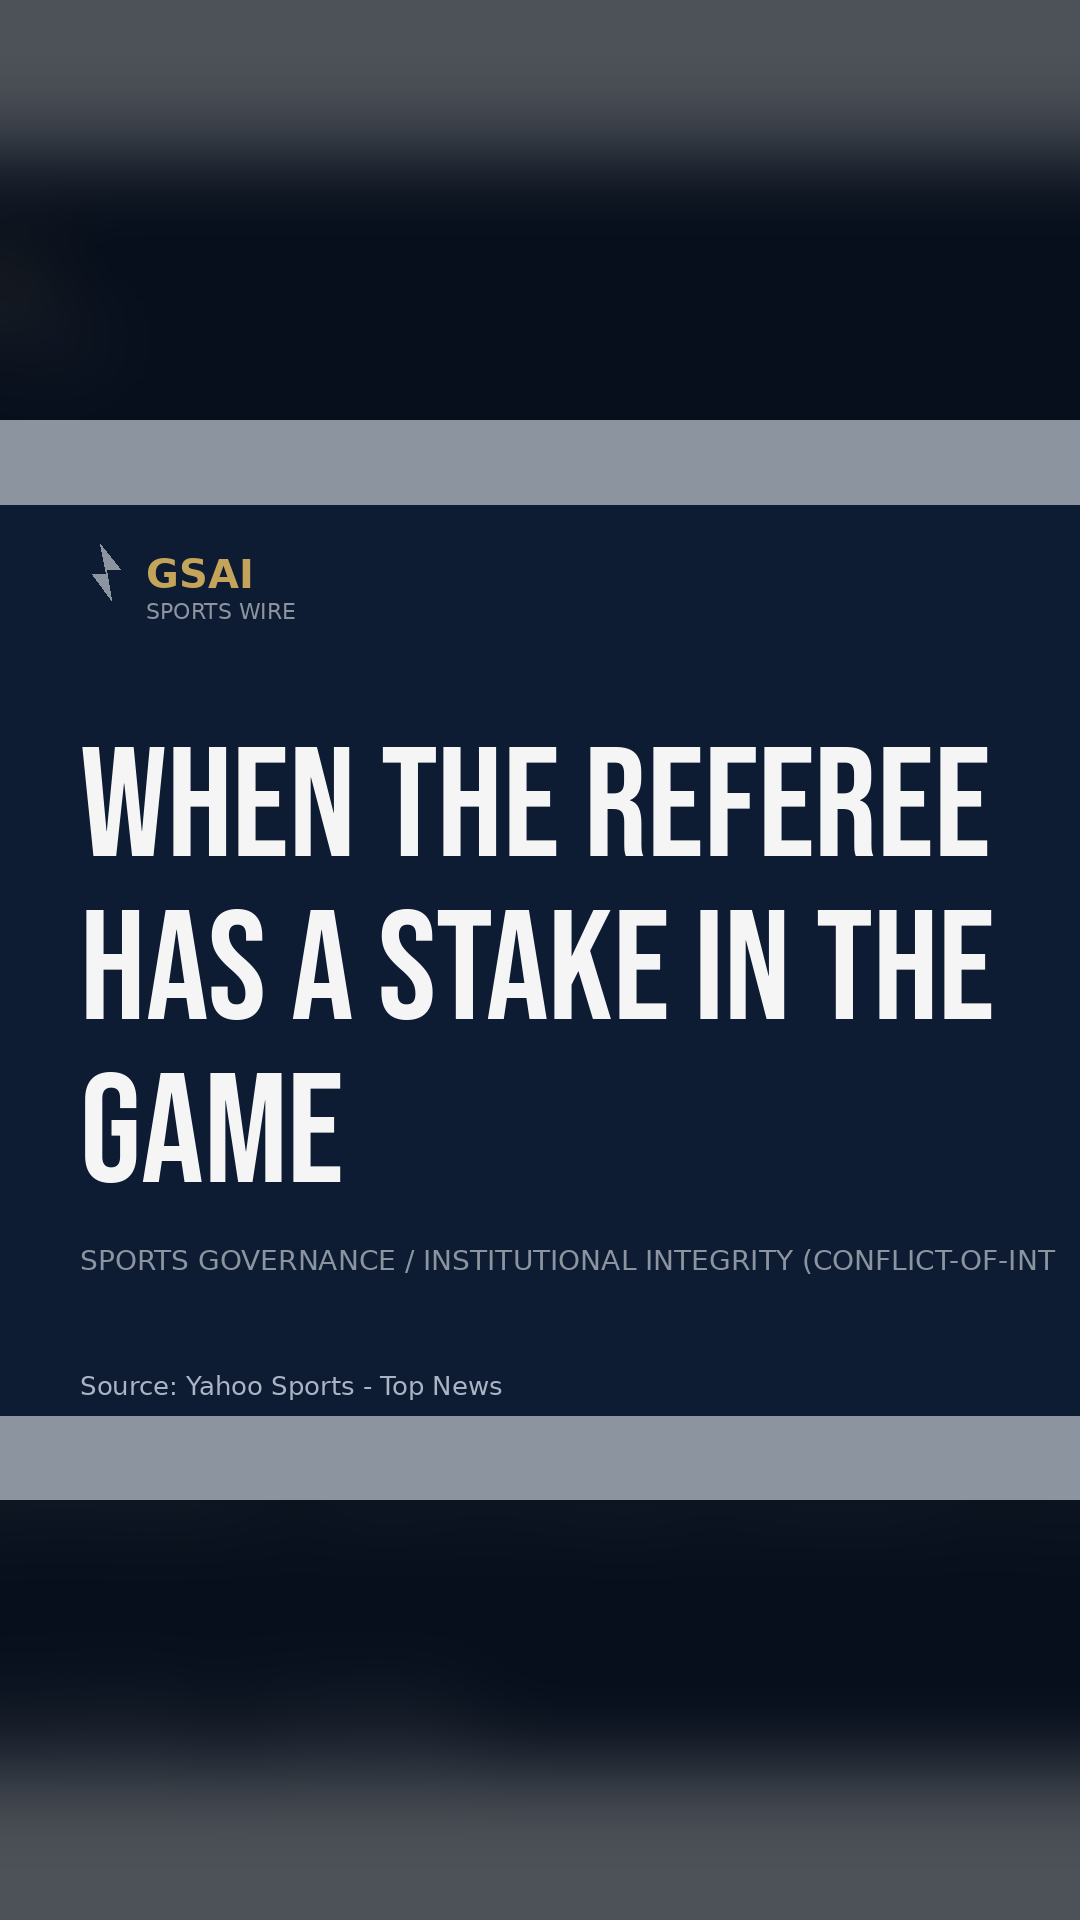 GSAI
SPORTS WIRE
WHEN THE REFEREE
HAS A STAKE IN THE
GAME
SPORTS GOVERNANCE / INSTITUTIONAL INTEGRITY (CONFLICT-OF-INT
Source: Yahoo Sports - Top News